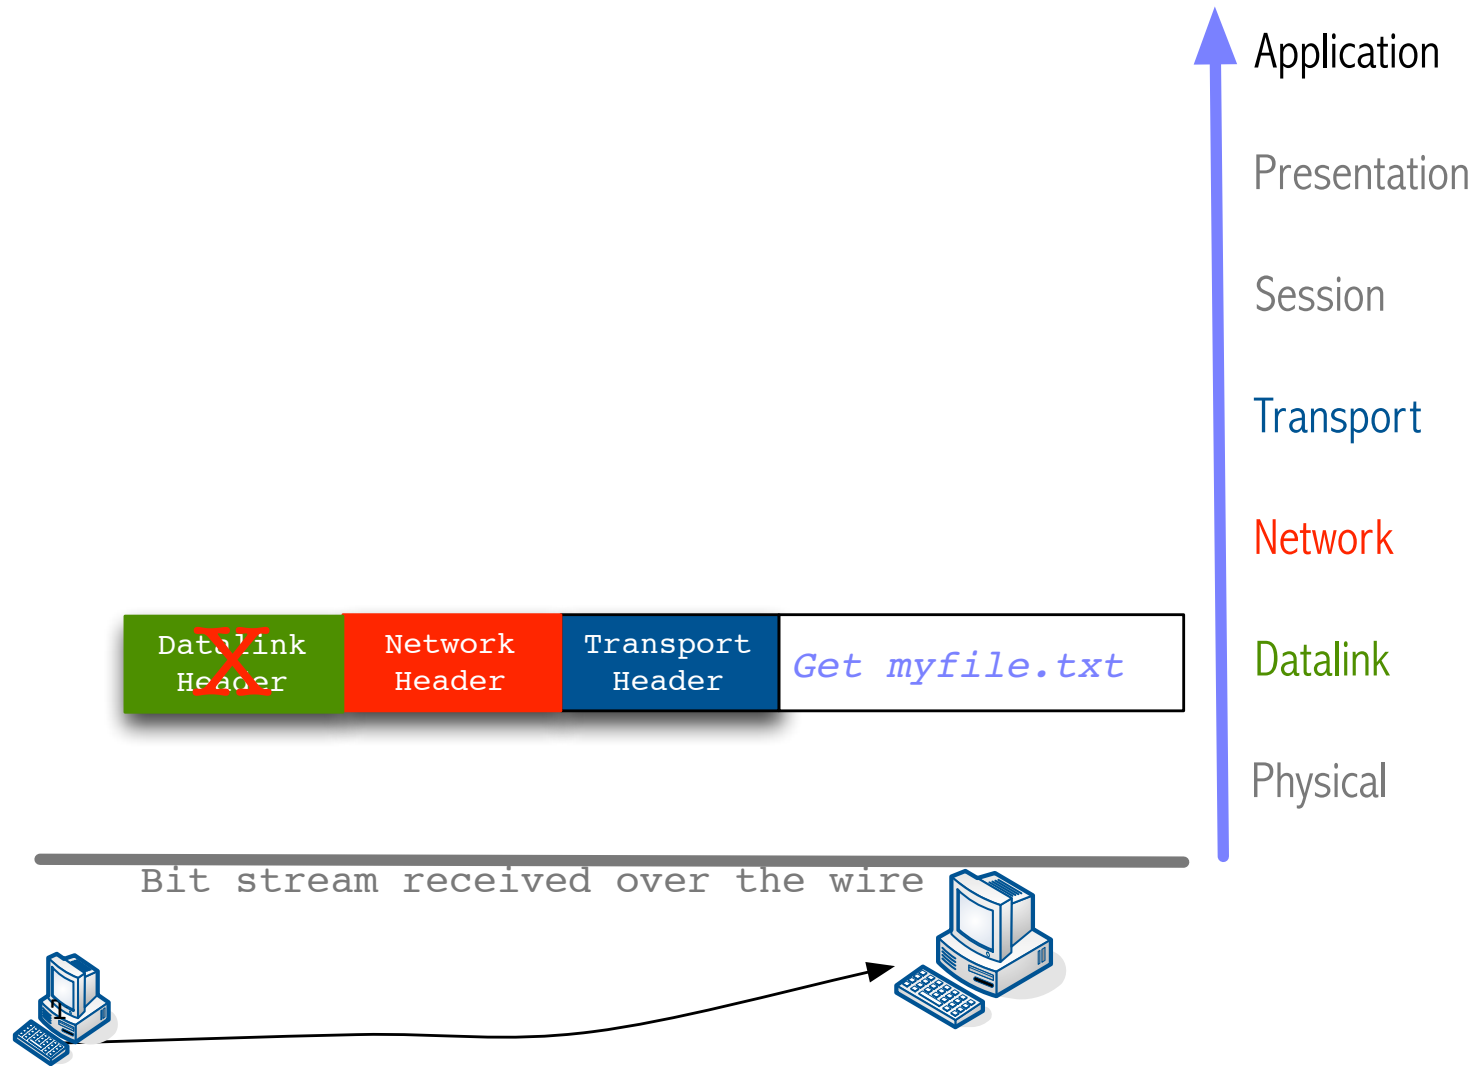 Application
Presentation
Session
Transport
Network
Datalink
Physical
Datalink Header
X
Network Header
Transport Header
Get myfile.txt
Bit stream received over the wire
1